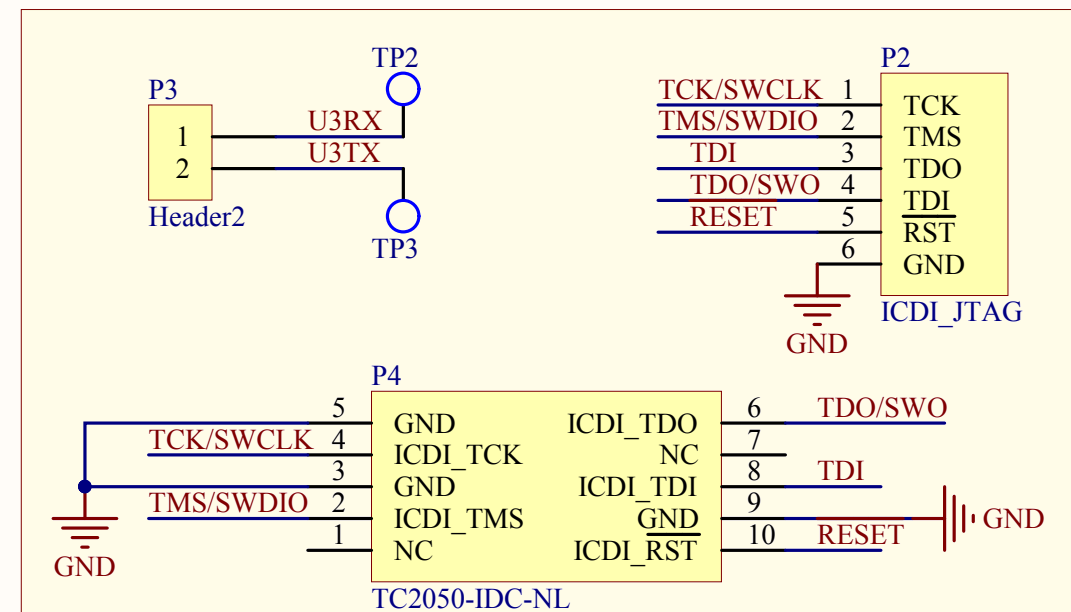 TP2
P3
1 U3RX
2 U3TX
Header2
TP3
P2
TCK/SWCLK 1 TCK
TMS/SWDIO 2 TMS
TDI 3 TDO
TDO/SWO 4 TDI
RESET 5 RST
6 GND
ICDI_JTAG
GND
P4
5 GND ICDI_TDO 6 TDO/SWO
TCK/SWCLK 4 ICDI_TCK NC 7
3 GND ICDI_TDI 8 TDI
TMS/SWDIO 2 ICDI_TMS GND 9 GND
1 NC ICDI_RST 10 RESET
GND
TC2050-IDC-NL